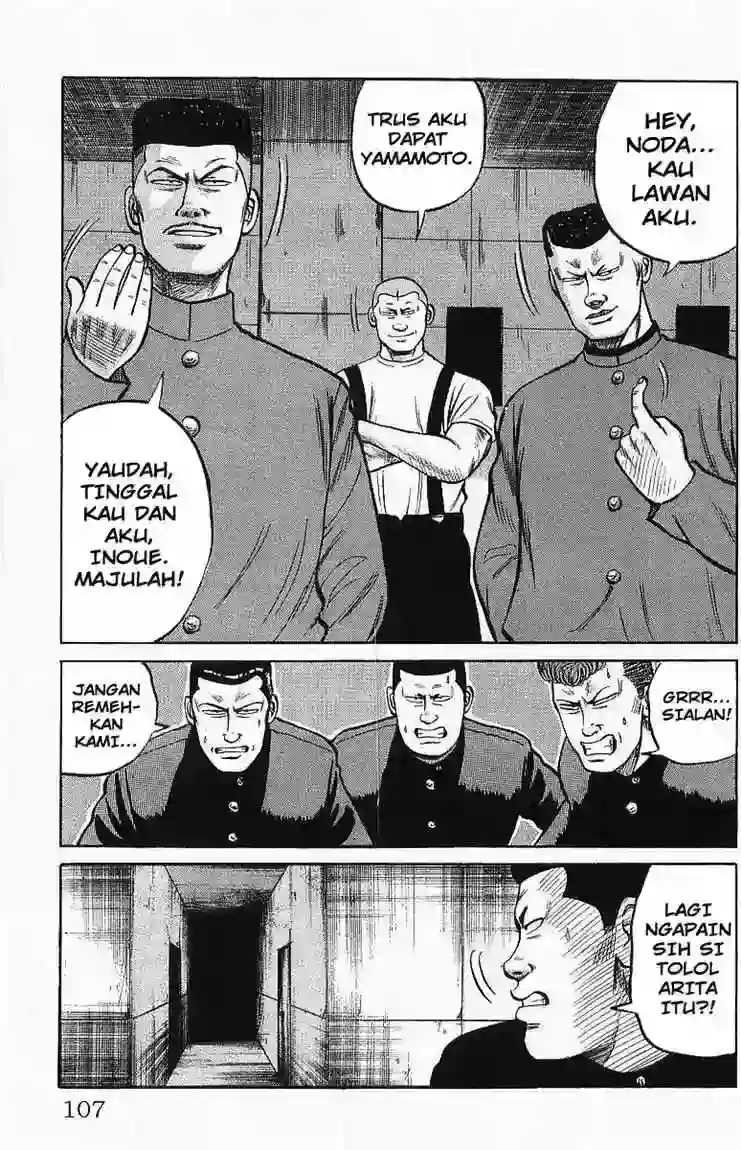 HEY,
NODA...
KAU
LAWAN
AKU.
TRUS AKU
DAPAT
YAMAMOTO.
YAUDAH,
TINGGAL
KAU DAN
AKU,
INOUE.
MAJULAH!
GRRR...
SIALAN!
JANGAN
REMEH-
KAN
KAMI...
LAGI
NGAPAIN
SIH SI
TOLOL
ARITA
ITU?!
107